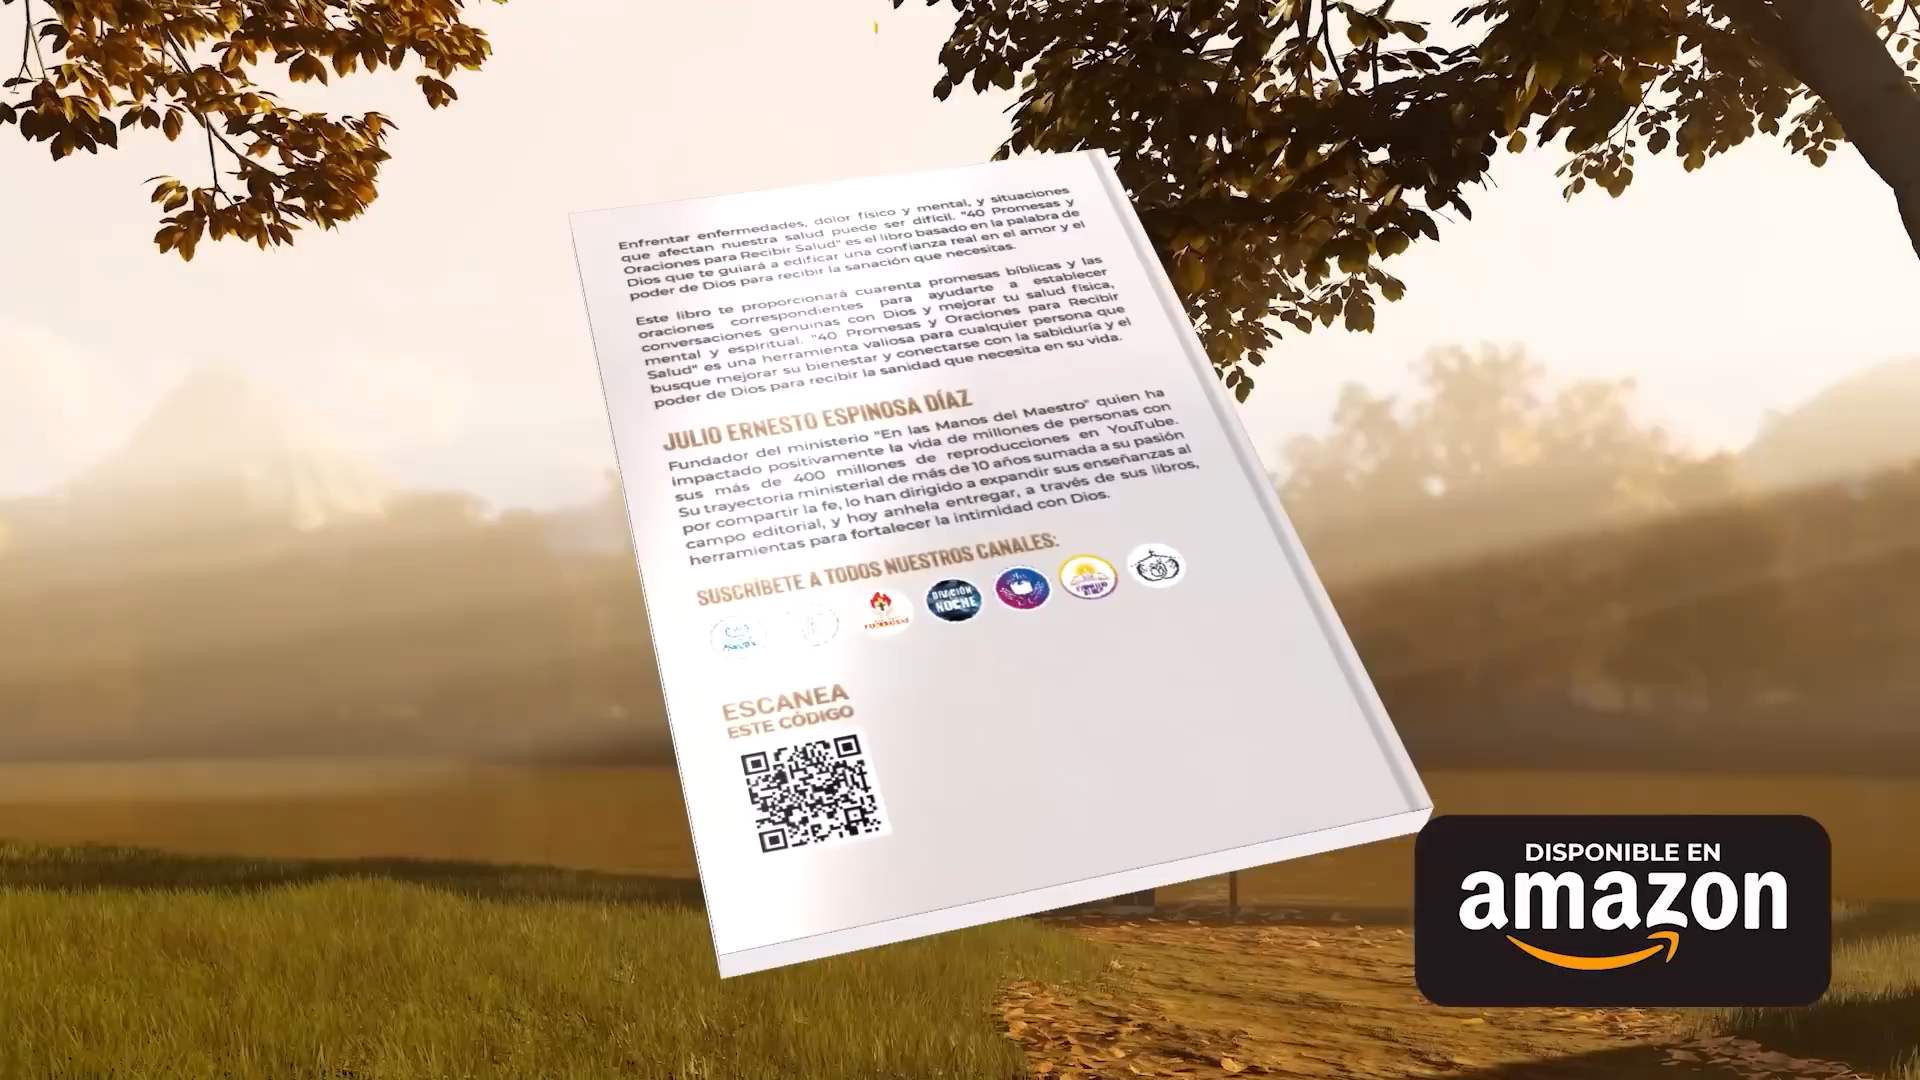 Enfrentar enfermedades, dolor físico y mental, y situaciones
que afectan nuestra salud puede ser difícil. "40 Promesas y
Oraciones para Recibir Salud" es el libro basado en la palabra de
Dios que te guiará a edificar una confianza real en el amor y el
poder de Dios para recibir la sanación que necesitas.
Este libro te proporcionará cuarenta promesas bíblicas y las
oraciones correspondientes para ayudarte a establecer
conversaciones genuinas con Dios y mejorar tu salud física,
mental y espiritual. "40 Promesas y Oraciones para Recibir
Salud" es una herramienta valiosa para cualquier persona que
busque mejorar su bienestar y conectarse con la sabiduría y el
poder de Dios para recibir la sanidad que necesita en su vida.
JULIO ERNESTO ESPINOSA DÍAZ
Fundador del ministerio "En las Manos del Maestro" quien ha
impactado positivamente la vida de millones de personas con
sus más de 400 millones de reproducciones en YouTube.
Su trayectoria ministerial de más de 10 años sumada a su pasión
por compartir la fe, lo han dirigido a expandir sus enseñanzas al
campo editorial, y hoy anhela entregar, a través de sus libros,
herramientas para fortalecer la intimidad con Dios.
SUSCRÍBETE A TODOS NUESTROS CANALES:
ORACIÓN
NOCHE
ESCANEA
ESTE CÓDIGO
DISPONIBLE EN
amazon